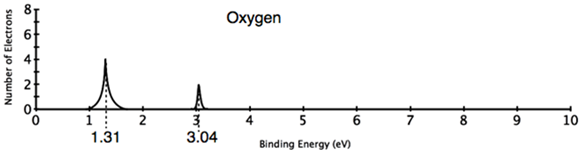 Oxygen
Number of Electrons
8
6
4
2
0
0 1 2 3 4 5 6 7 8 9 10
1.31 3.04
Binding Energy (eV)